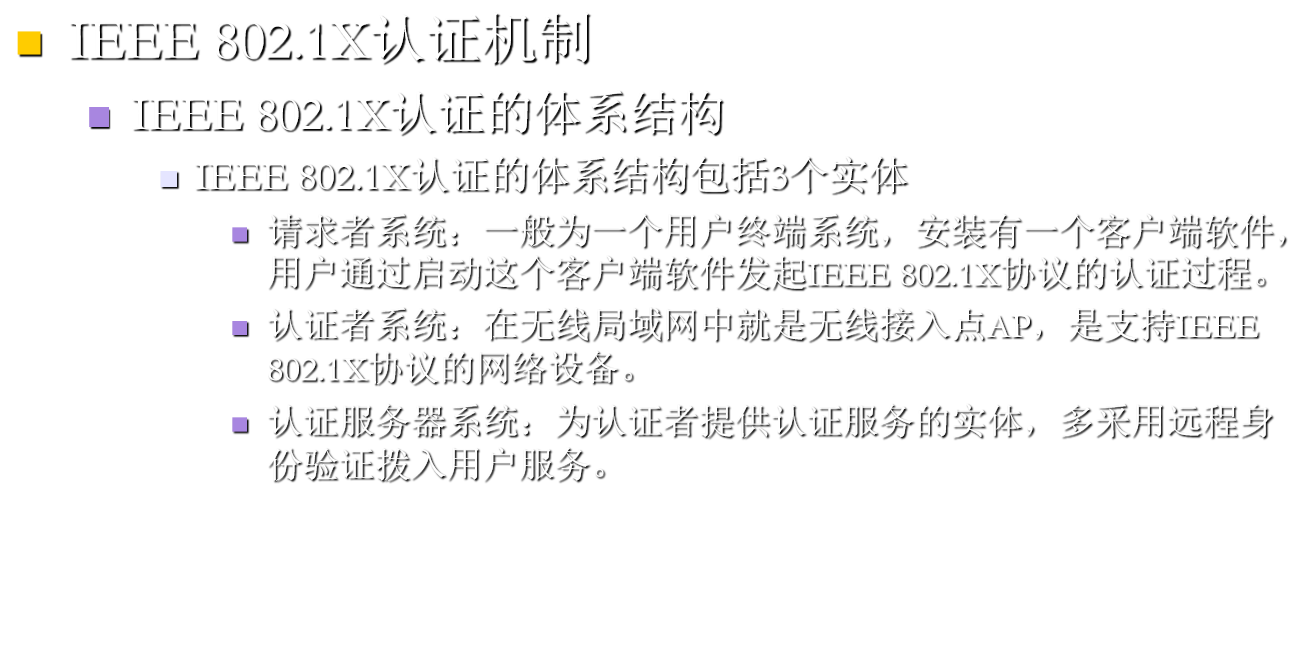 IEEE 802.1X认证机制
IEEE 802.1X认证的体系结构
IEEE 802.1X认证的体系结构包括3个实体
请求者系统：一般为一个用户终端系统，安装有一个客户端软件，
用户通过启动这个客户端软件发起IEEE 802.1X协议的认证过程。
认证者系统：在无线局域网中就是无线接入点AP，是支持IEEE
802.1X协议的网络设备。
认证服务器系统：为认证者提供认证服务的实体，多采用远程身
份验证拨入用户服务。